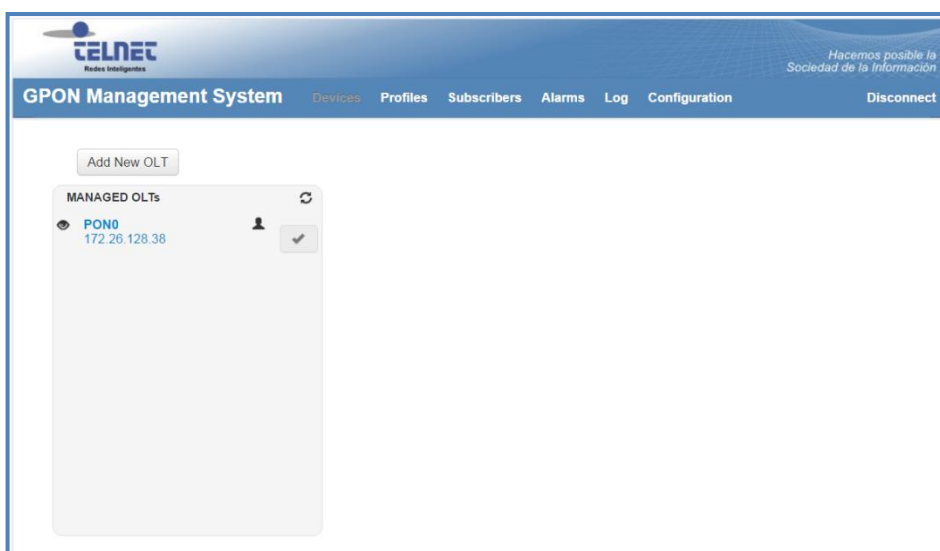 TELNET
Redes Inteligentes
Hacemos posible la
Sociedad de la Información
GPON Management System Devices Profiles Subscribers Alarms Log Configuration Disconnect
Add New OLT
MANAGED OLTs
PON0
172.26.128.38